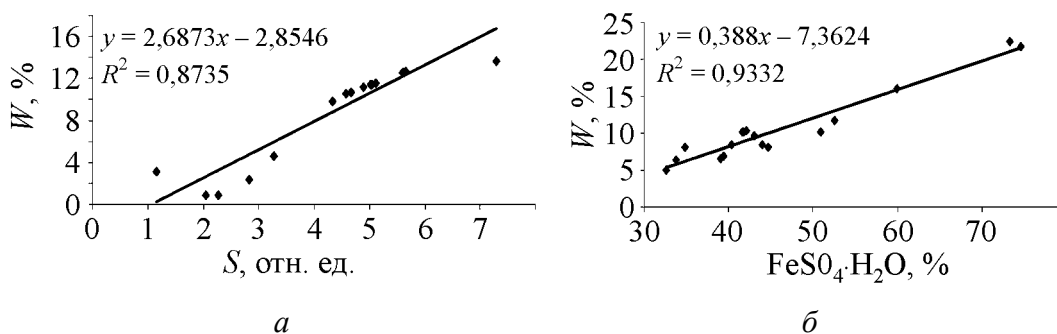 y = 2,6873x – 2,8546
R² = 0,8735
W, %
16
12
8
4
0
0 1 2 3 4 5 6 7 8
S, отн. ед.
а
y = 0,388x – 7,3624
R² = 0,9332
W, %
25
20
15
10
5
0
30 40 50 60 70
FeS0₄·H₂O, %
б